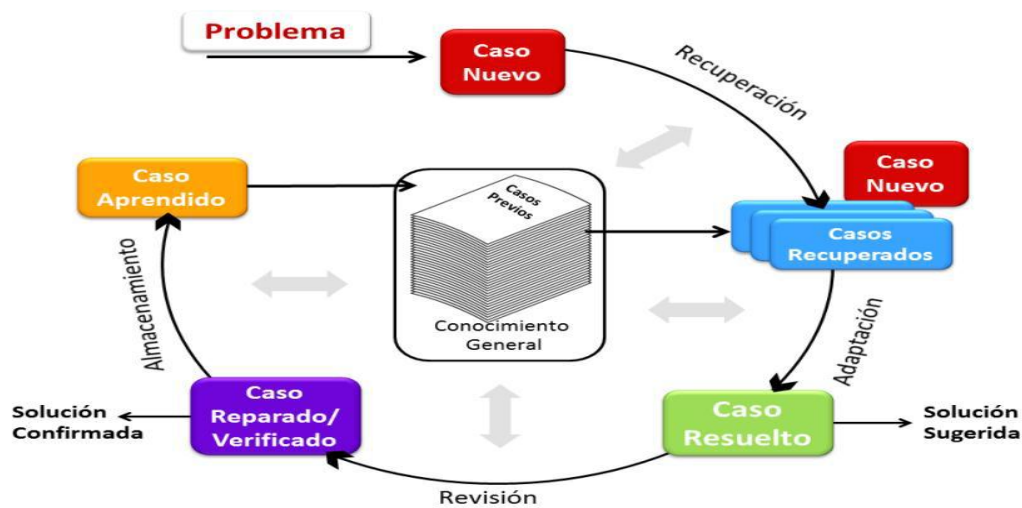 Problema
Caso
Nuevo
Recuperación
Caso
Nuevo
Caso
Aprendido
Casos
Previos
Casos
Recuperados
Conocimiento
General
Almacenamiento
Adaptación
Caso
Reparado/
Verificado
Solución
Confirmada
Caso
Resuelto
Solución
Sugerida
Revisión